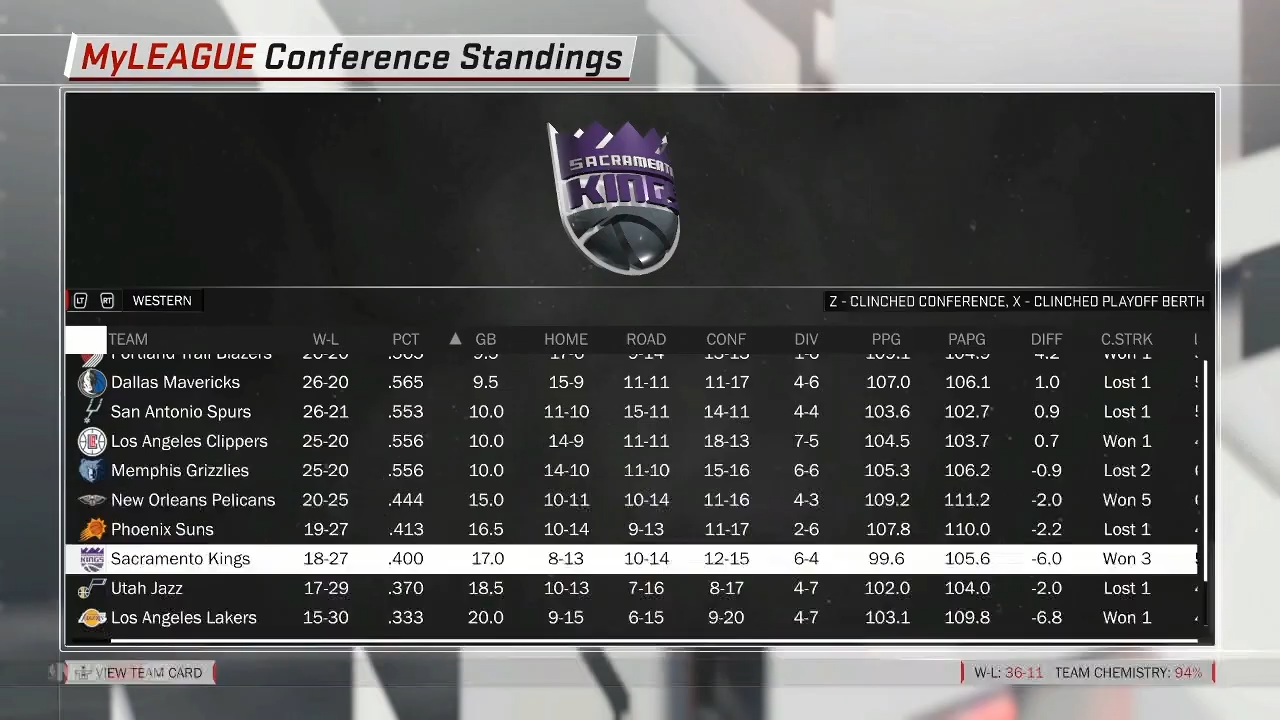 MyLEAGUE Conference Standings
SACRAMENTO
KINGS
LT RT WESTERN
Z - CLINCHED CONFERENCE, X - CLINCHED PLAYOFF BERTH
TEAM W-L PCT GB HOME ROAD CONF DIV PPG PAPG DIFF C.STRK
Portland Trail Blazers Won 1
Dallas Mavericks 26-20 .565 9.5 15-9 11-11 11-17 4-6 107.0 106.1 1.0 Lost 1
San Antonio Spurs 26-21 .553 10.0 11-10 15-11 14-11 4-4 103.6 102.7 0.9 Lost 1
Los Angeles Clippers 25-20 .556 10.0 14-9 11-11 18-13 7-5 104.5 103.7 0.7 Won 1
Memphis Grizzlies 25-20 .556 10.0 14-10 11-10 15-16 6-6 105.3 106.2 -0.9 Lost 2
New Orleans Pelicans 20-25 .444 15.0 10-11 10-14 11-16 4-3 109.2 111.2 -2.0 Won 5
Phoenix Suns 19-27 .413 16.5 10-14 9-13 11-17 2-6 107.8 110.0 -2.2 Lost 1
Sacramento Kings 18-27 .400 17.0 8-13 10-14 12-15 6-4 99.6 105.6 -6.0 Won 3
Utah Jazz 17-29 .370 18.5 10-13 7-16 8-17 4-7 102.0 104.0 -2.0 Lost 1
Los Angeles Lakers 15-30 .333 20.0 9-15 6-15 9-20 4-7 103.1 109.8 -6.8 Won 1
VIEW TEAM CARD
W-L: 36-11 TEAM CHEMISTRY: 94%